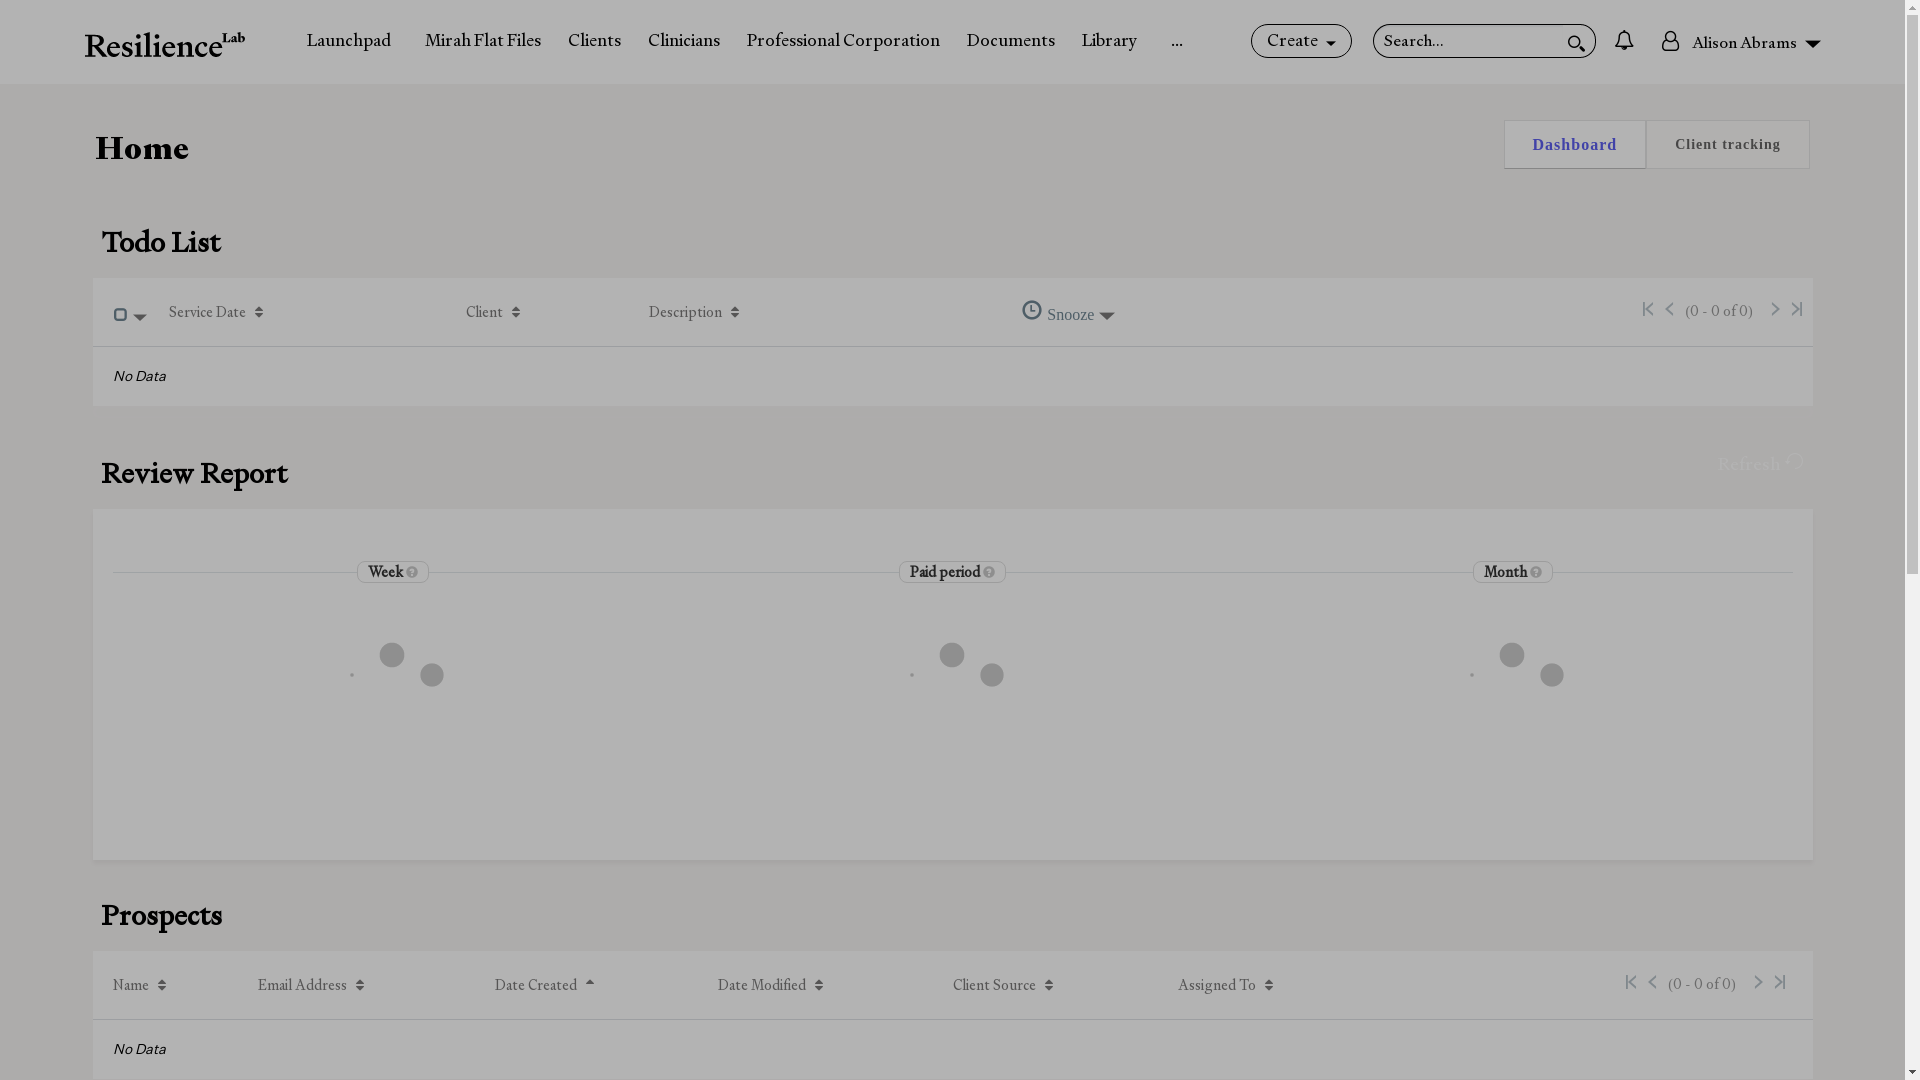 ResilienceLab Launchpad Mirah Flat Files Clients Clinicians Professional Corporation Documents Library ... Create Search... Alison Abrams
Home Dashboard Client tracking
Todo List
Service Date Client Description Snooze (0 - 0 of 0)
No Data
Review Report Refresh
Week Paid period Month
Prospects
Name Email Address Date Created Date Modified Client Source Assigned To (0 - 0 of 0)
No Data